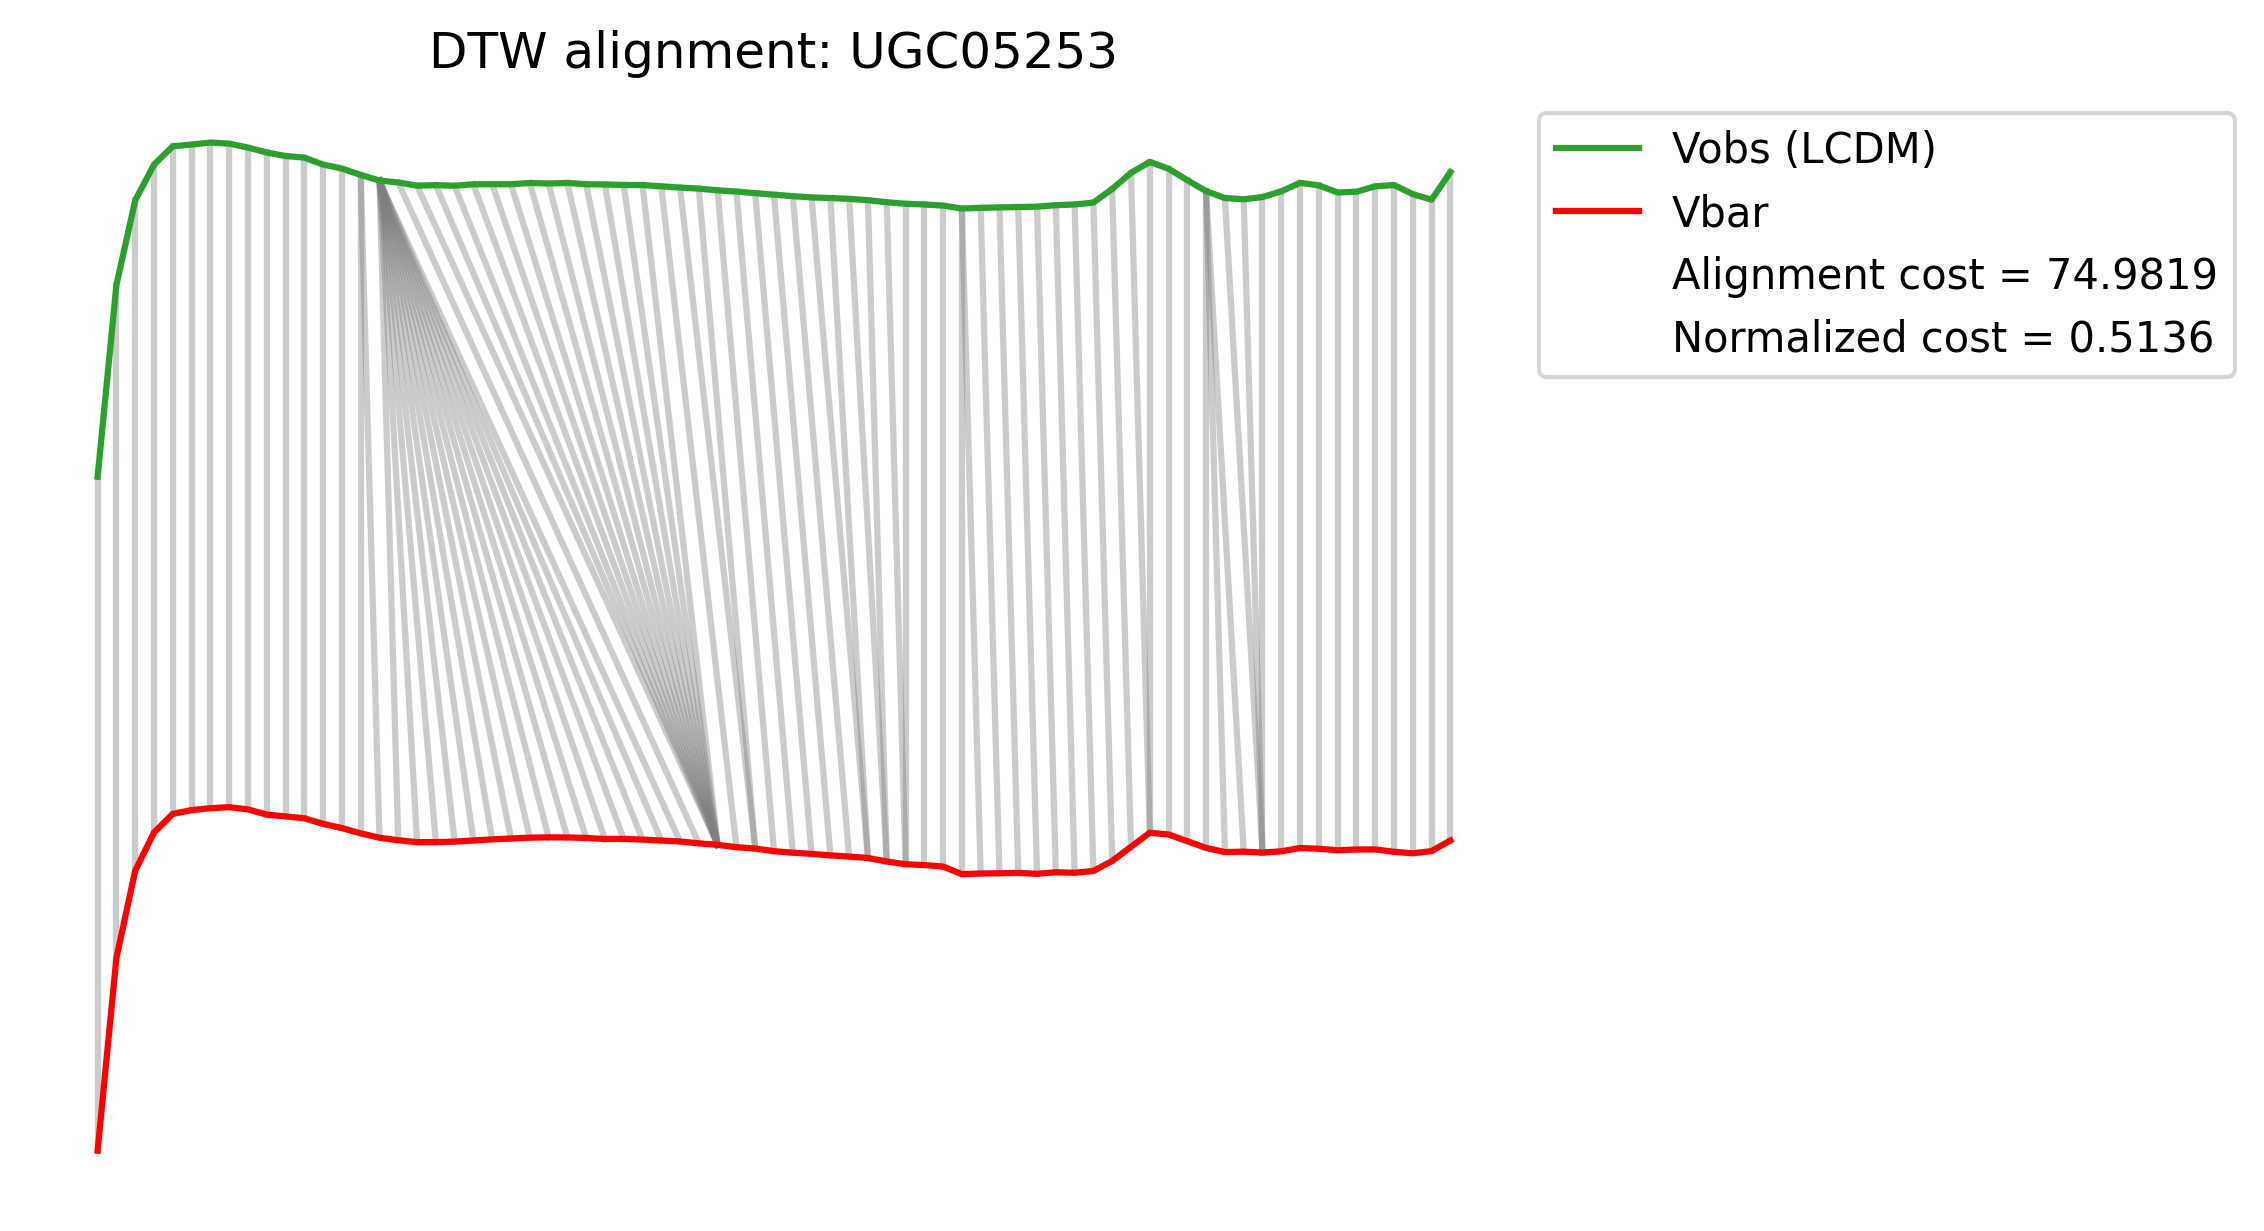 DTW alignment: UGC05253
Vobs (LCDM)
Vbar
Alignment cost = 74.9819
Normalized cost = 0.5136